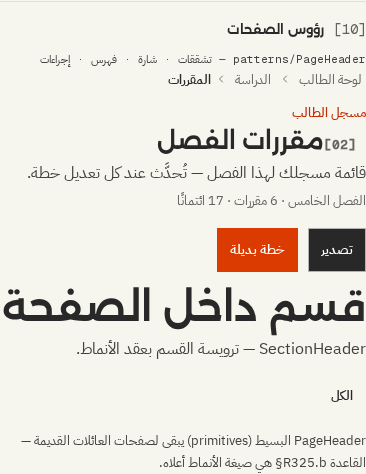 [10] رؤوس الصفحات
patterns/PageHeader — تشققات · شارة · فهرس · إجراءات
لوحة الطالب › الدراسة › المقررات
مسجل الطالب
[02] مقررات الفصل
قائمة مسجلك لهذا الفصل — تُحدَّث عند كل تعديل خطة.
الفصل الخامس · 6 مقررات · 17 ائتمانًا
تصدير
خطة بديلة
قسم داخل الصفحة
SectionHeader — ترويسة القسم بعقد الأنماط.
الكل
PageHeader البسيط (primitives) يبقى لصفحات العائلات القديمة —
القاعدة R325.b§ هي صيغة الأنماط أعلاه.